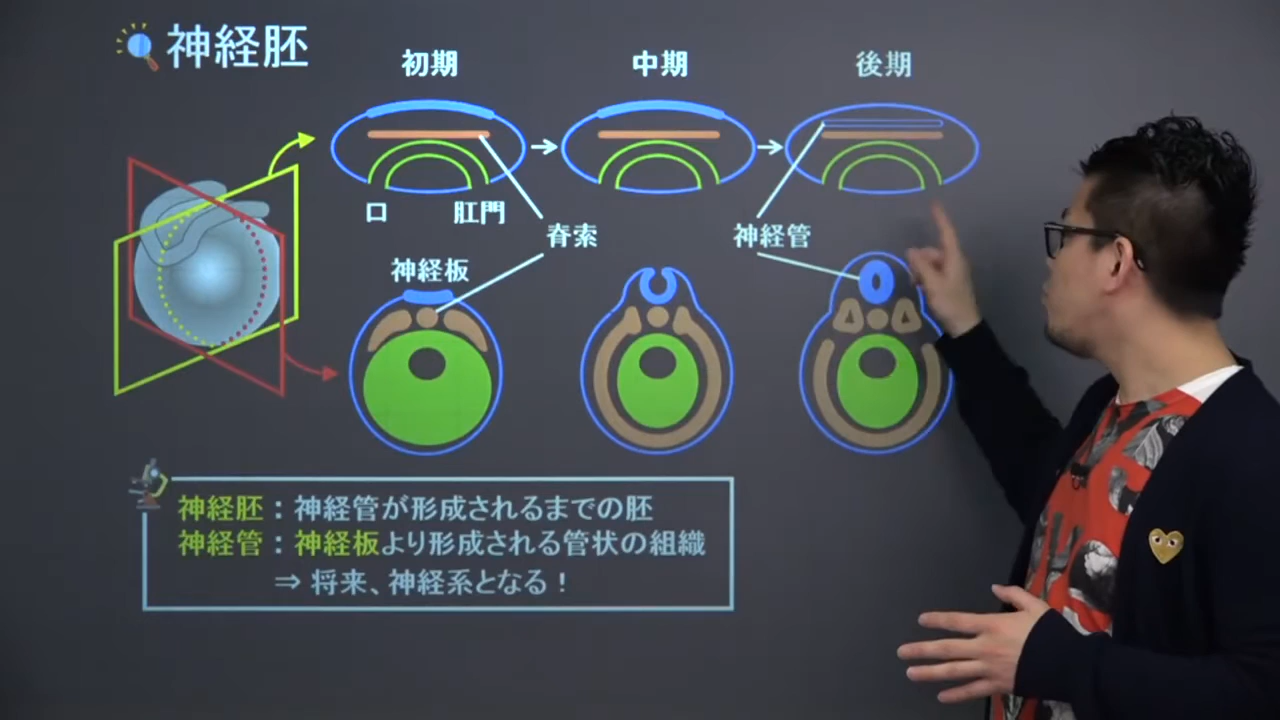 神経胚
初期
中期
後期
口
肛門
脊索
神経管
神経板
神経胚：神経管が形成されるまでの胚
神経管：神経板より形成される管状の組織
⇒ 将来、神経系となる！